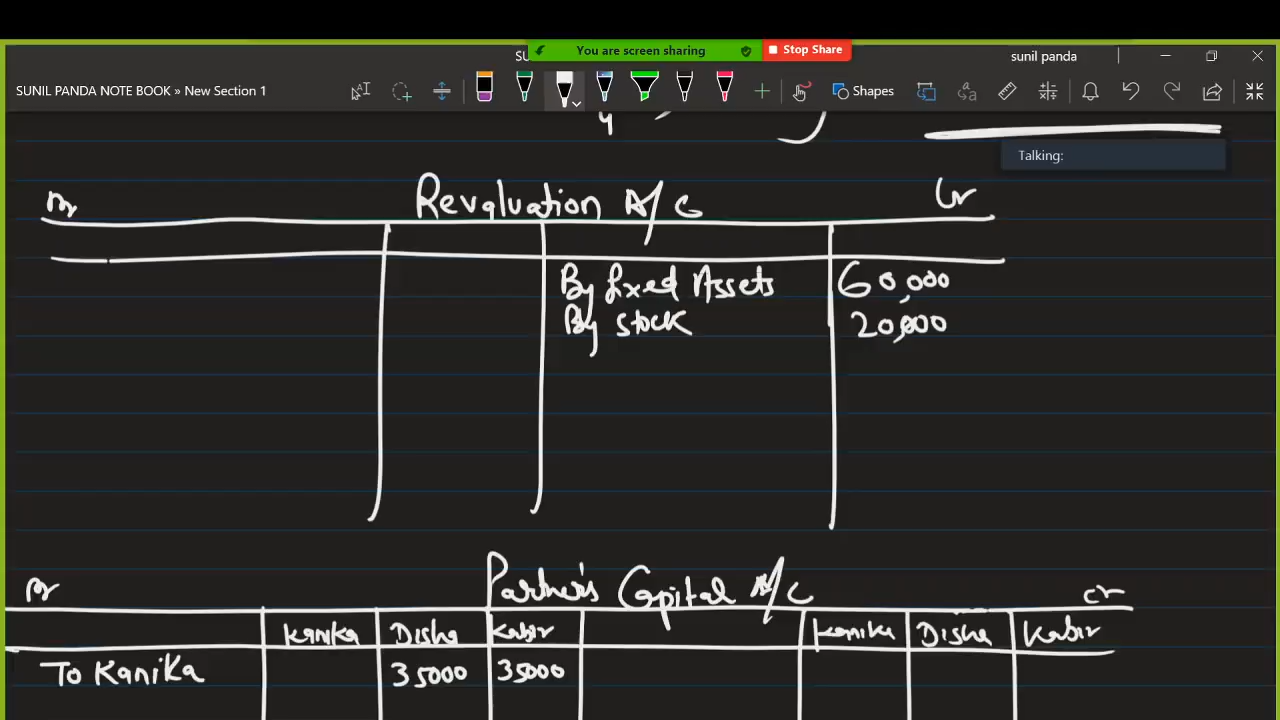 You are screen sharing
Stop Share
SU
sunil panda
SUNIL PANDA NOTE BOOK » New Section 1
Shapes
Talking:
Dr Revaluation A/C Cr
By fixed Assets 60,000
By stock 20,000
Dr Partner's Capital A/C Cr
Kanika Disha Kabir Kanika Disha Kabir
To Kanika 35000 35000